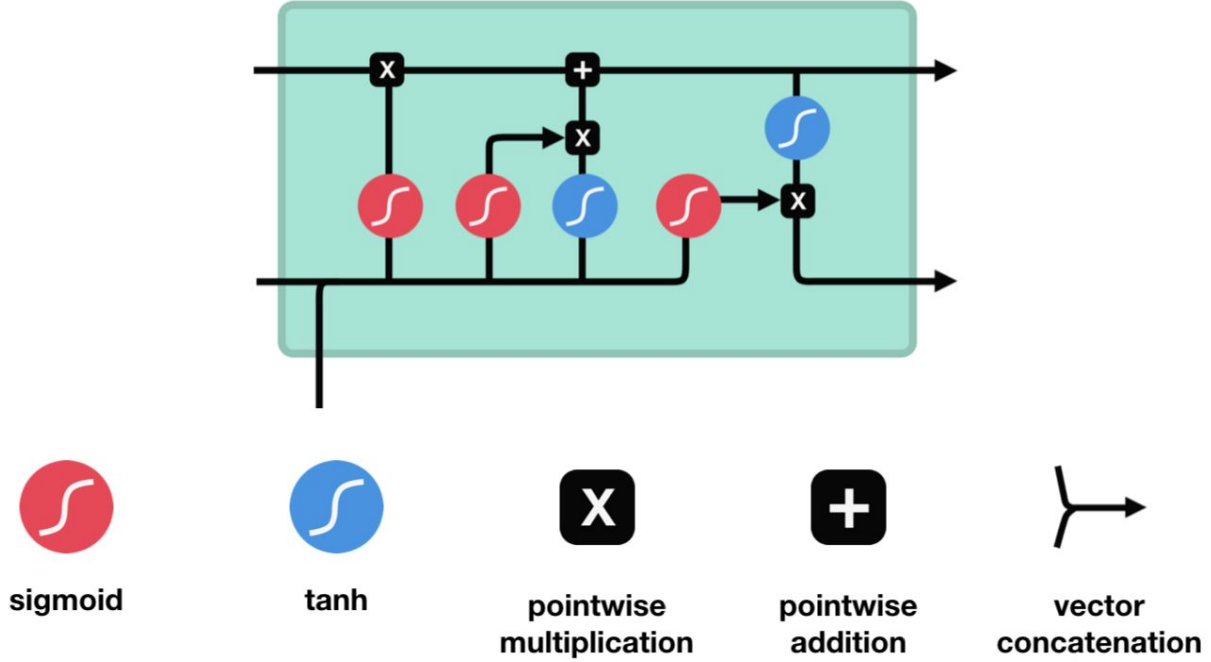 X
+
X
X
X
+
sigmoid
tanh
pointwise
multiplication
pointwise
addition
vector
concatenation